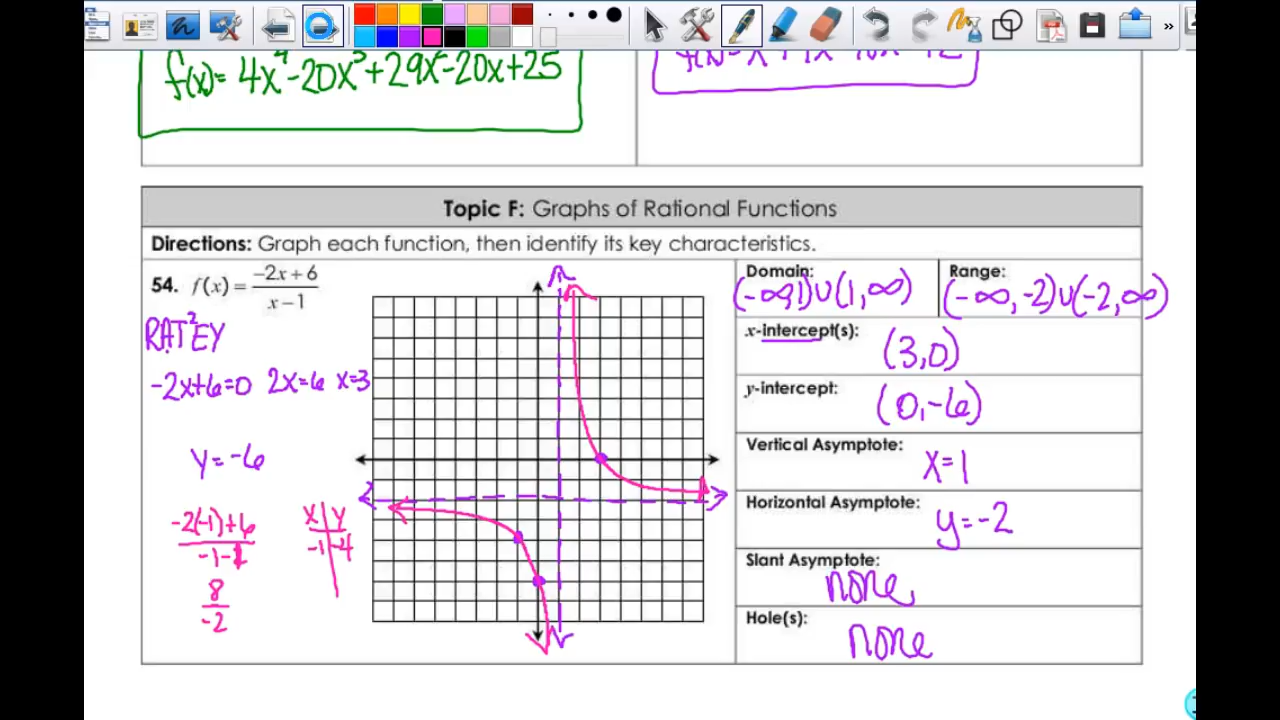 f(x)= 4x⁴-20x³+29x²-20x+25
Topic F: Graphs of Rational Functions
Directions: Graph each function, then identify its key characteristics.
54. f(x) = (-2x + 6)/(x - 1)
RAT²EY
-2x+6=0 2x=6 x=3
y=-6
-2(-1)+6
-1-1
8
-2
x y
-1 -4
Domain:
(-∞,1)∪(1,∞)
Range:
(-∞,-2)∪(-2,∞)
x-intercept(s):
(3,0)
y-intercept:
(0,-6)
Vertical Asymptote:
x=1
Horizontal Asymptote:
y=-2
Slant Asymptote:
none
Hole(s):
none